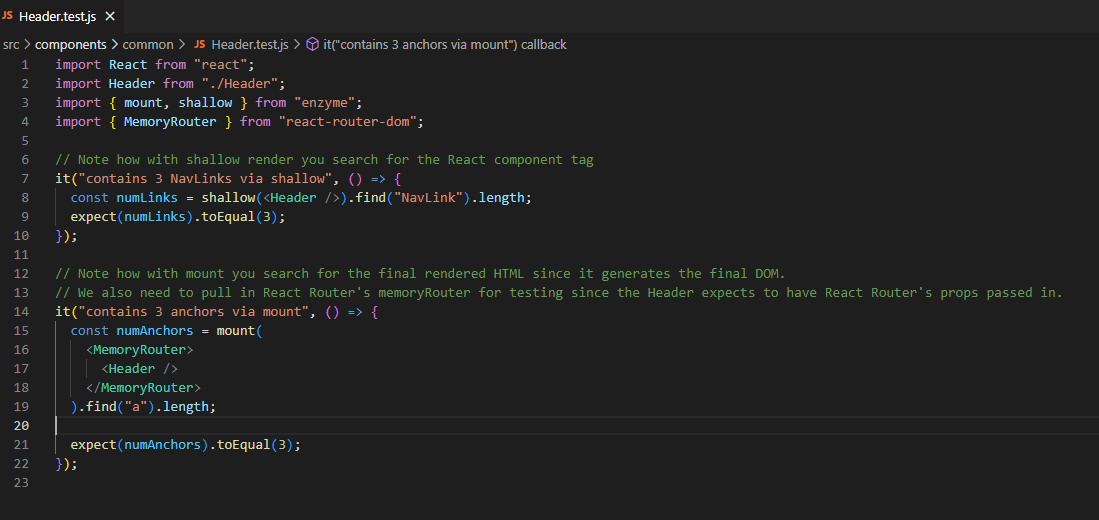 JS Header.test.js ×
src > components > common > JS Header.test.js > it("contains 3 anchors via mount") callback
1 import React from "react";
2 import Header from "./Header";
3 import { mount, shallow } from "enzyme";
4 import { MemoryRouter } from "react-router-dom";
5
6 // Note how with shallow render you search for the React component tag
7 it("contains 3 NavLinks via shallow", () => {
8   const numLinks = shallow(<Header />).find("NavLink").length;
9   expect(numLinks).toEqual(3);
10 });
11
12 // Note how with mount you search for the final rendered HTML since it generates the final DOM.
13 // We also need to pull in React Router's memoryRouter for testing since the Header expects to have React Router's props passed in.
14 it("contains 3 anchors via mount", () => {
15   const numAnchors = mount(
16     <MemoryRouter>
17       <Header />
18     </MemoryRouter>
19   ).find("a").length;
20
21   expect(numAnchors).toEqual(3);
22 });
23